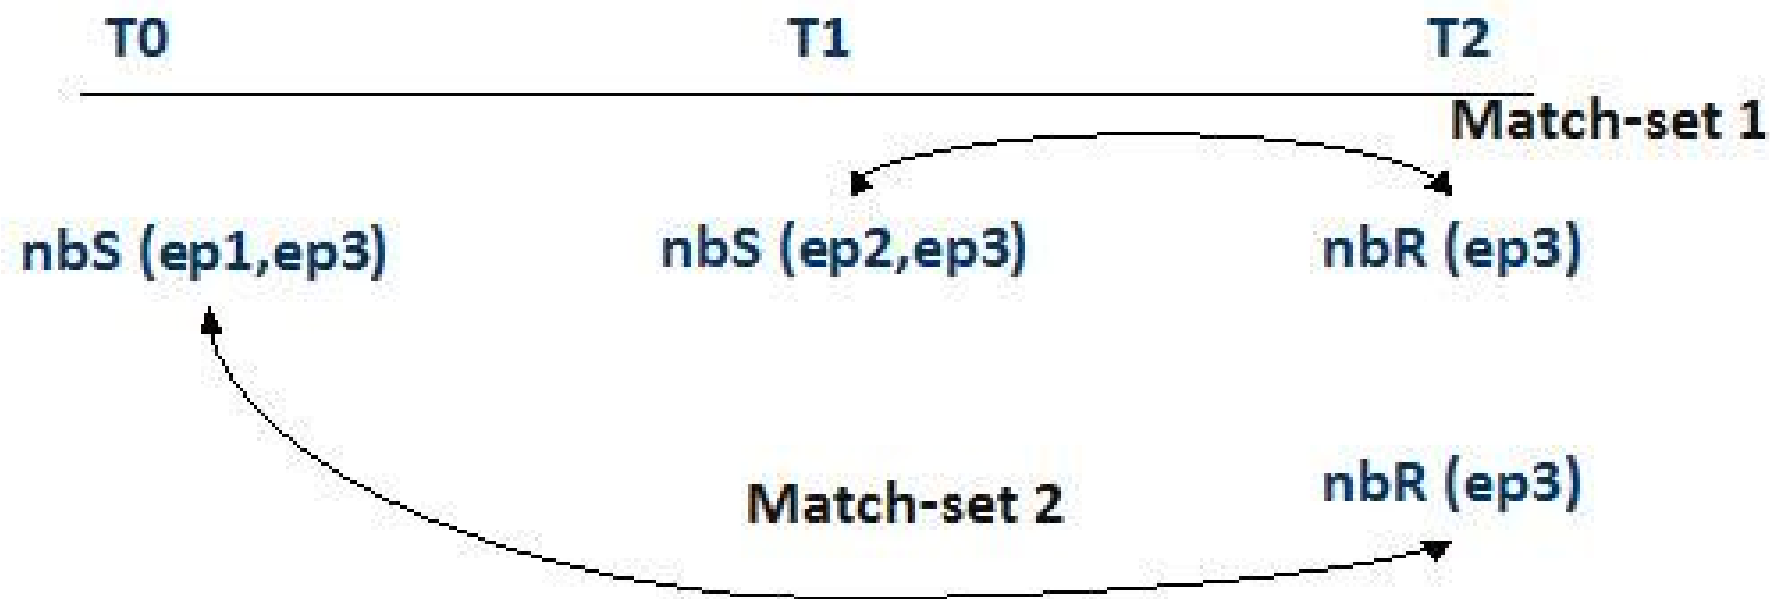 T0 T1 T2
Match-set 1
nbS (ep1,ep3) nbS (ep2,ep3) nbR (ep3)
Match-set 2 nbR (ep3)